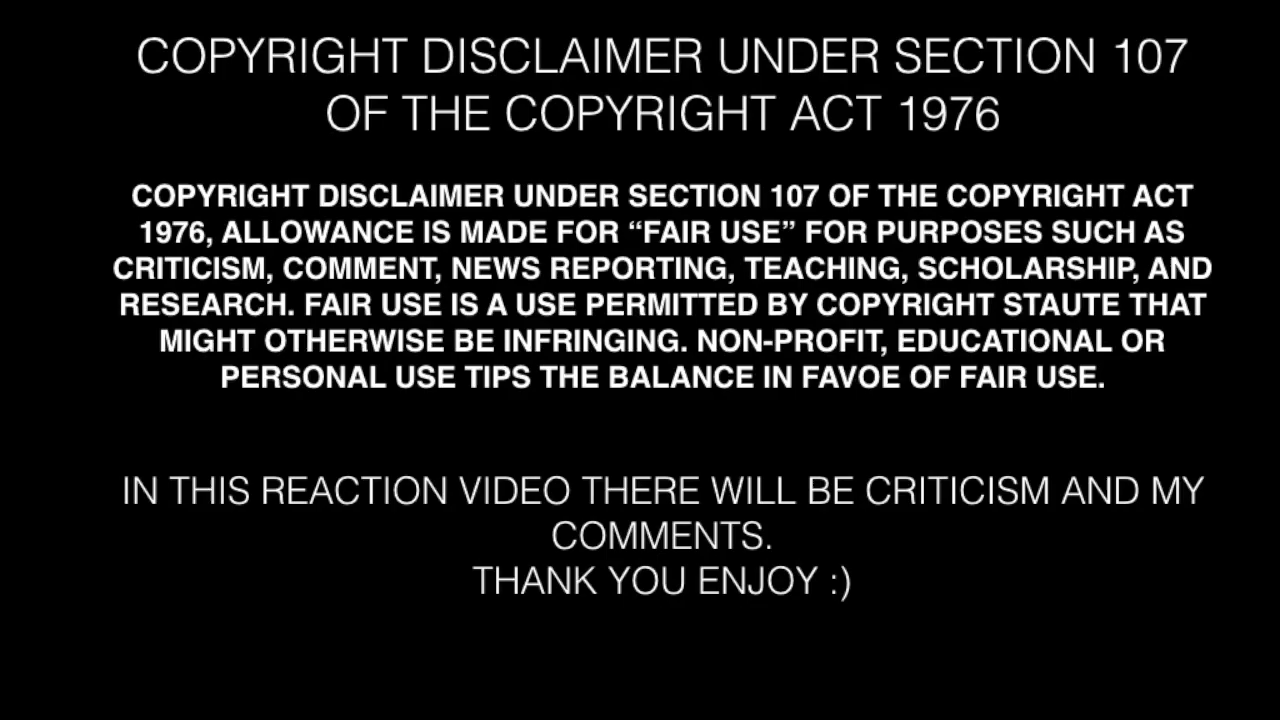 COPYRIGHT DISCLAIMER UNDER SECTION 107
OF THE COPYRIGHT ACT 1976
COPYRIGHT DISCLAIMER UNDER SECTION 107 OF THE COPYRIGHT ACT
1976, ALLOWANCE IS MADE FOR “FAIR USE” FOR PURPOSES SUCH AS
CRITICISM, COMMENT, NEWS REPORTING, TEACHING, SCHOLARSHIP, AND
RESEARCH. FAIR USE IS A USE PERMITTED BY COPYRIGHT STAUTE THAT
MIGHT OTHERWISE BE INFRINGING. NON-PROFIT, EDUCATIONAL OR
PERSONAL USE TIPS THE BALANCE IN FAVOE OF FAIR USE.
IN THIS REACTION VIDEO THERE WILL BE CRITICISM AND MY
COMMENTS.
THANK YOU ENJOY :)